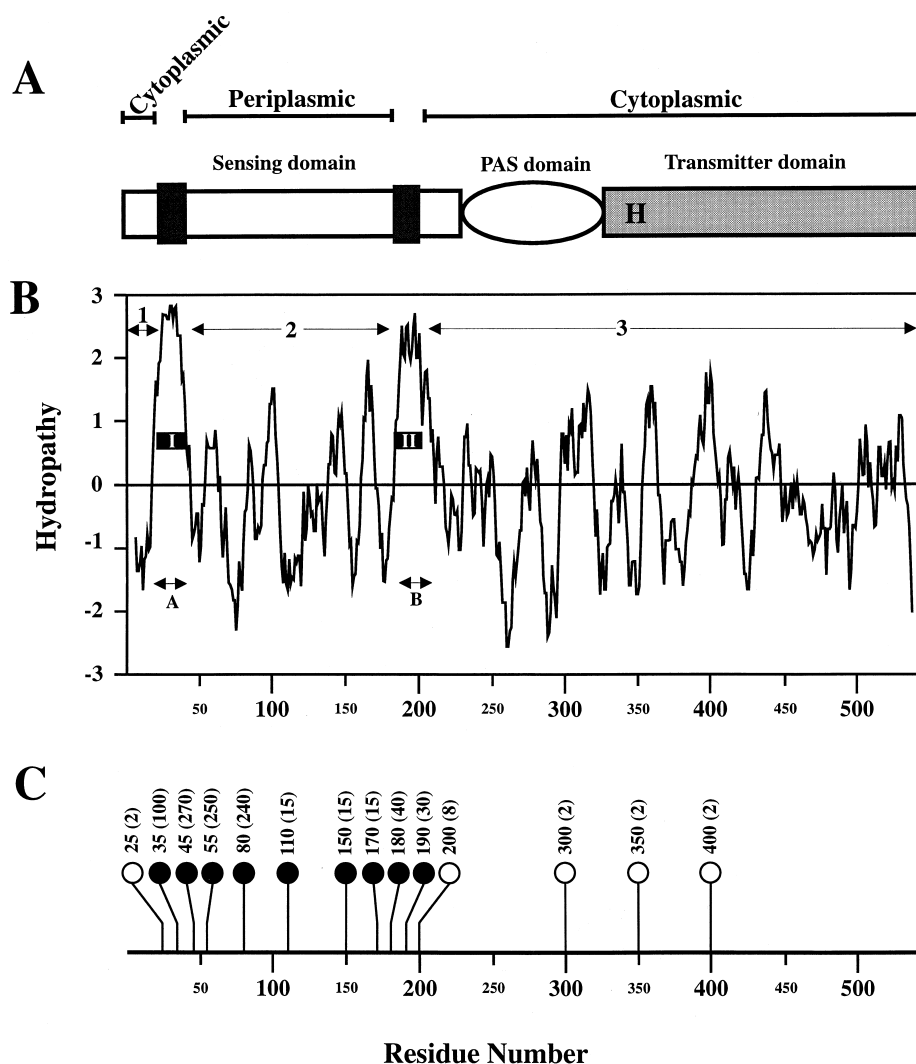 A
Cytoplasmic
Periplasmic
Cytoplasmic
Sensing domain
PAS domain
Transmitter domain
H
B
3
2
1
0
-1
-2
-3
Hydropathy
1
2
3
I
II
A
B
50
100
150
200
250
300
350
400
450
500
C
25 (2)
35 (100)
45 (270)
55 (250)
80 (240)
110 (15)
150 (15)
170 (15)
180 (40)
190 (30)
200 (8)
300 (2)
350 (2)
400 (2)
50
100
150
200
250
300
350
400
450
500
Residue Number